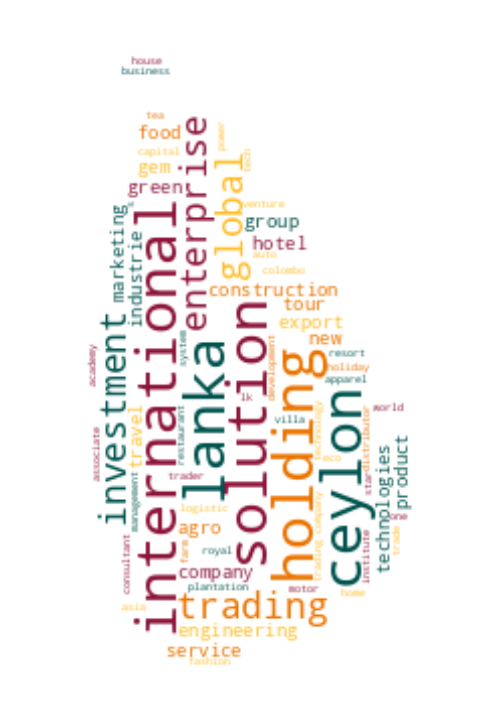 house
business
tea
food
enterprise
power
capital
gem
global
tech
green
international
s
marketing
industrie
venture
group
hotel
auto
colombo
construction
tour
export
new
investment
lanka
solution
holding
system
development
resort
holiday
apparel
academy
lk
ceylon
villa
world
travel
restaurant
technology
distributor
associate
eco
technologies
product
trader
star
management
logistic
trading company
one
trade
agro
royal
farm
institute
consultant
company
plantation
motor
home
asia
trading
engineering
service
fashion